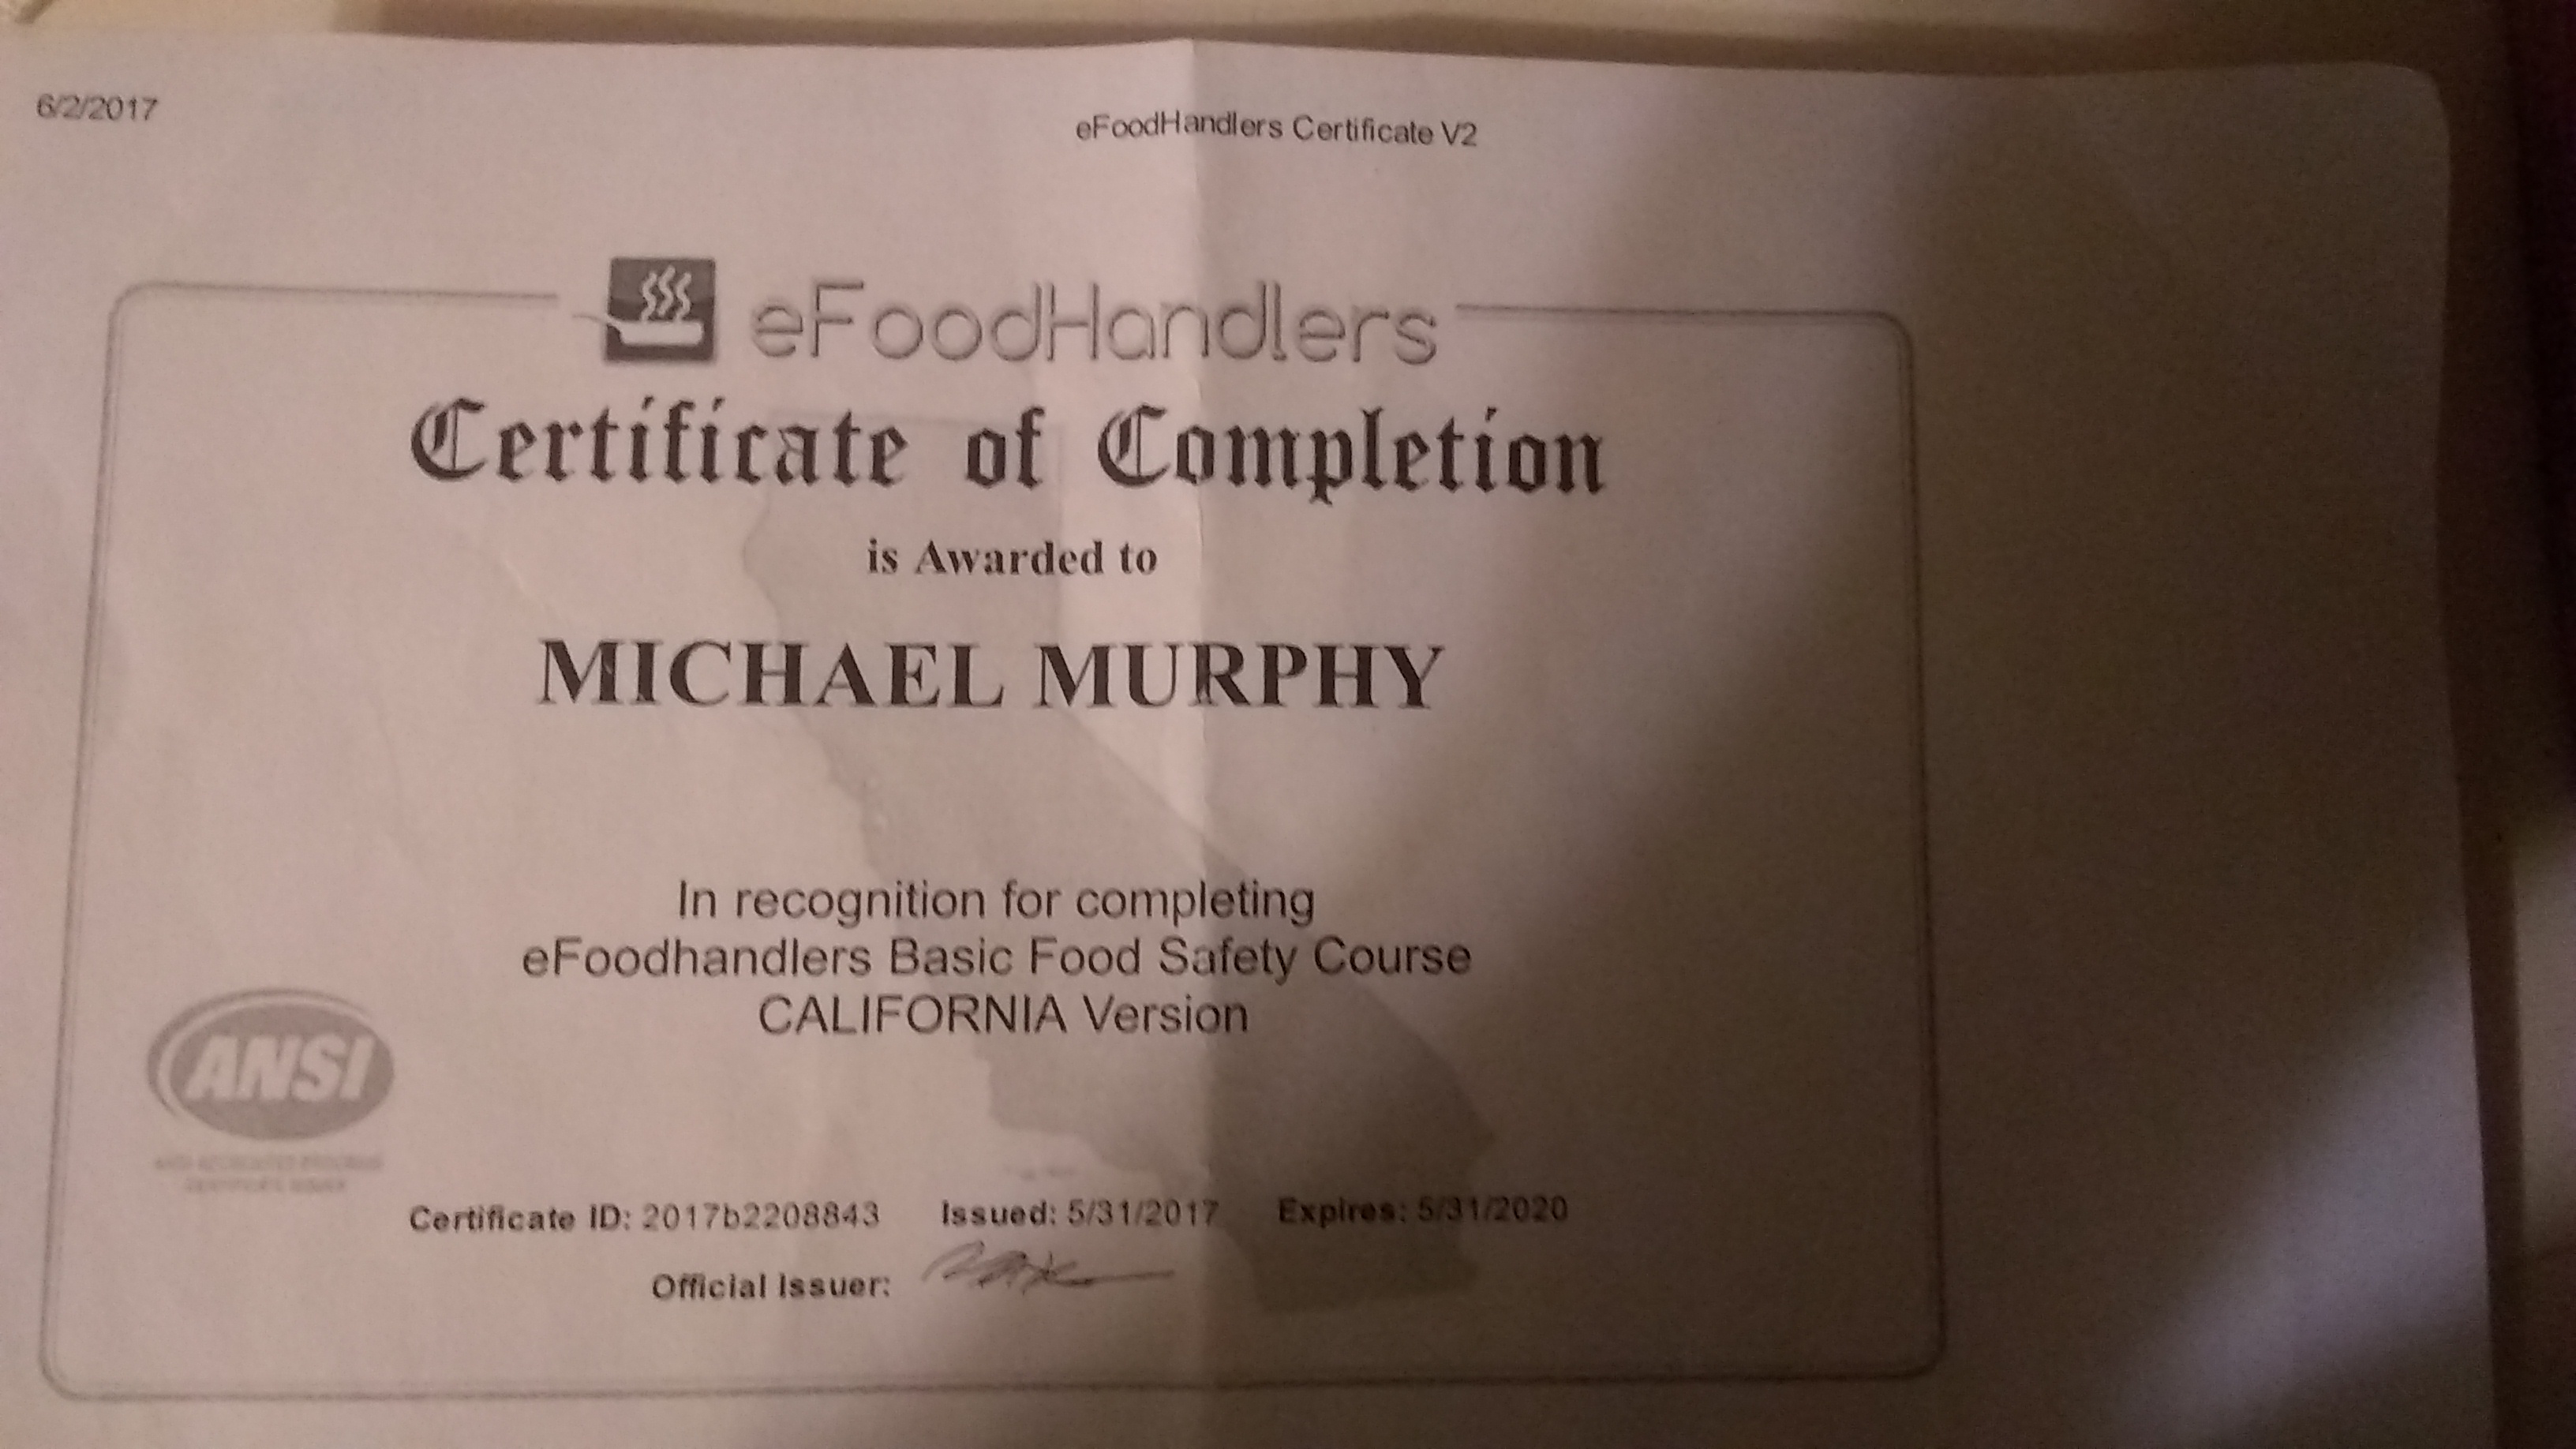 6/2/2017
eFoodHandlers Certificate V2
eFoodHandlers
Certificate of Completion
is Awarded to
MICHAEL MURPHY
In recognition for completing
eFoodhandlers Basic Food Safety Course
CALIFORNIA Version
ANSI
Certificate ID: 2017b2208843 Issued: 5/31/2017 Expires: 5/31/2020
Official Issuer: